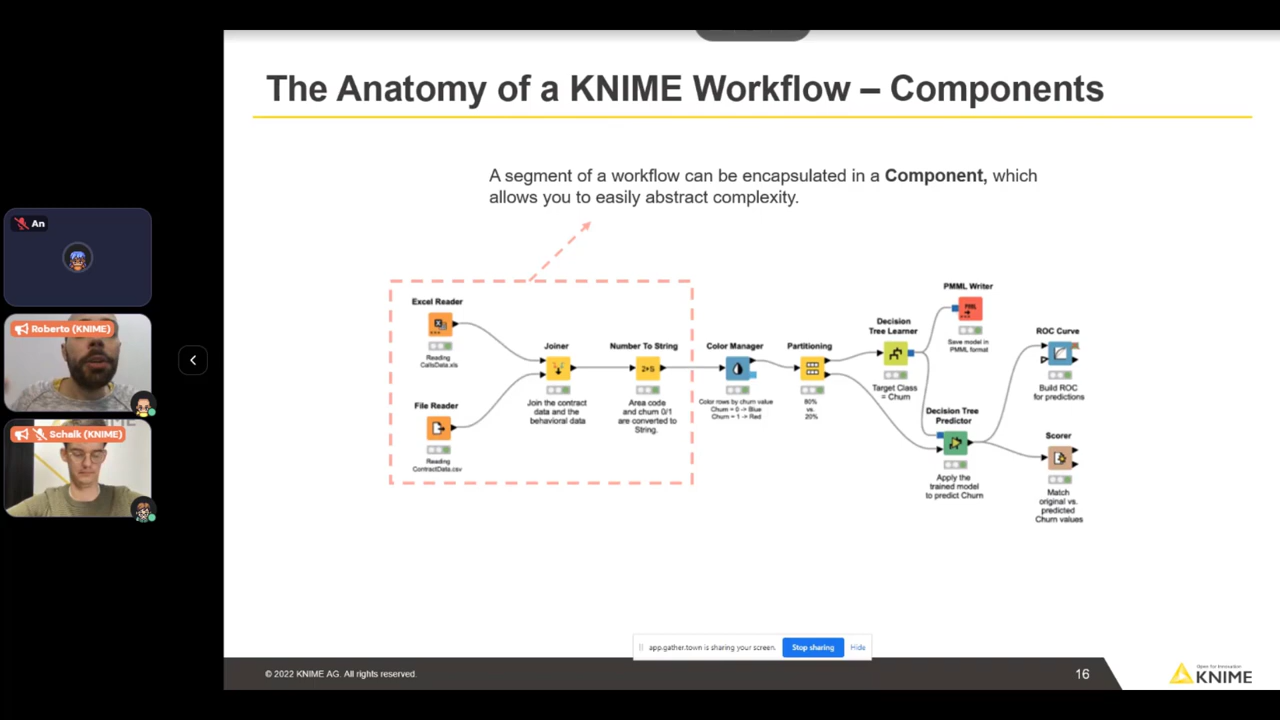 The Anatomy of a KNIME Workflow – Components
A segment of a workflow can be encapsulated in a Component, which
allows you to easily abstract complexity.
An
Roberto (KNIME)
Schalk (KNIME)
Excel Reader
Reading
CallsData.xls
File Reader
Reading
ContractData.csv
Joiner
Join the contract
data and the
behavioral data
Number To String
2+S
Area code
and churn 0/1
are converted to
String.
Color Manager
Color rows by churn value
Churn = 0 -> Blue
Churn = 1 -> Red
Partitioning
80%
vs.
20%
Decision
Tree Learner
Target Class
= Churn
PMML Writer
Save model in
PMML format
Decision Tree
Predictor
Apply the
trained model
to predict Churn
ROC Curve
Build ROC
for predictions
Scorer
Match
original vs.
predicted
Churn values
app.gather.town is sharing your screen.
Stop sharing
Hide
© 2022 KNIME AG. All rights reserved.
16
Open for Innovation
KNIME